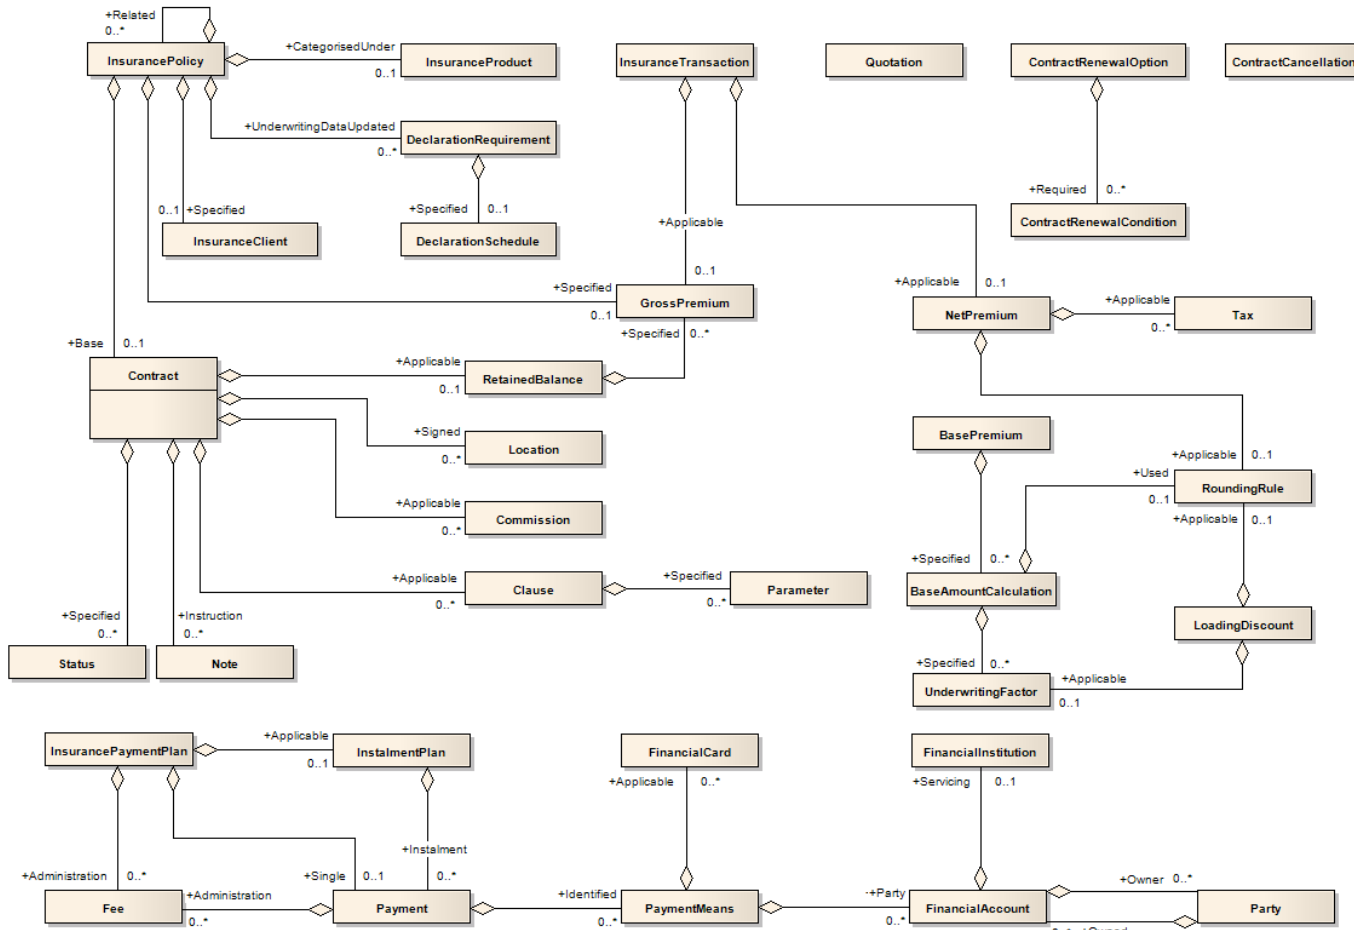 +Related
0..*
InsurancePolicy
+CategorisedUnder
0..1
InsuranceProduct
InsuranceTransaction
Quotation
ContractRenewalOption
ContractCancellation
+UnderwritingDataUpdated
0..*
DeclarationRequirement
+Specified
0..1
DeclarationSchedule
0..1
+Specified
InsuranceClient
+Required
0..*
ContractRenewalCondition
+Applicable
0..1
+Specified
0..1
GrossPremium
+Applicable
0..1
NetPremium
+Applicable
0..*
Tax
+Specified
0..*
+Base
0..1
Contract
+Applicable
0..1
RetainedBalance
+Signed
0..*
Location
+Applicable
0..*
Commission
+Applicable
0..*
Clause
+Specified
0..*
Parameter
BasePremium
+Applicable
0..1
+Used
0..1
RoundingRule
+Applicable
0..1
+Specified
0..*
BaseAmountCalculation
LoadingDiscount
+Specified
0..*
UnderwritingFactor
+Applicable
0..1
+Specified
0..*
Status
+Instruction
0..*
Note
InsurancePaymentPlan
+Applicable
0..1
InstalmentPlan
FinancialCard
+Applicable
0..*
FinancialInstitution
+Servicing
0..1
+Administration
0..*
Fee
+Administration
0..*
+Single
0..1
+Instalment
0..*
Payment
+Identified
0..*
PaymentMeans
+Party
0..*
FinancialAccount
+Owner
0..*
Party
+Owned